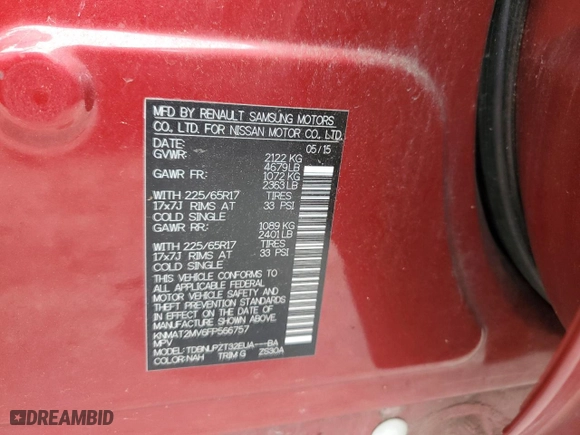 MFD BY RENAULT SAMSUNG MOTORS
CO., LTD. FOR NISSAN MOTOR CO., LTD.
DATE: 05/15
GVWR: 2122 KG
4679 LB
GAWR FR: 1072 KG
2363 LB
WITH 225/65R17 TIRES
17x7J RIMS AT 33 PSI
COLD SINGLE
GAWR RR: 1089 KG
2401 LB
WITH 225/65R17 TIRES
17x7J RIMS AT 33 PSI
COLD SINGLE
THIS VEHICLE CONFORMS TO
ALL APPLICABLE FEDERAL
MOTOR VEHICLE SAFETY AND
THEFT PREVENTION STANDARDS
IN EFFECT ON THE DATE OF
MANUFACTURE SHOWN ABOVE.
KNMAT2MV6FP566757
MPV
MODEL: TDBNLPZT32EUA---BA
COLOR: NAH TRIM G ZS30A
DREAMBID